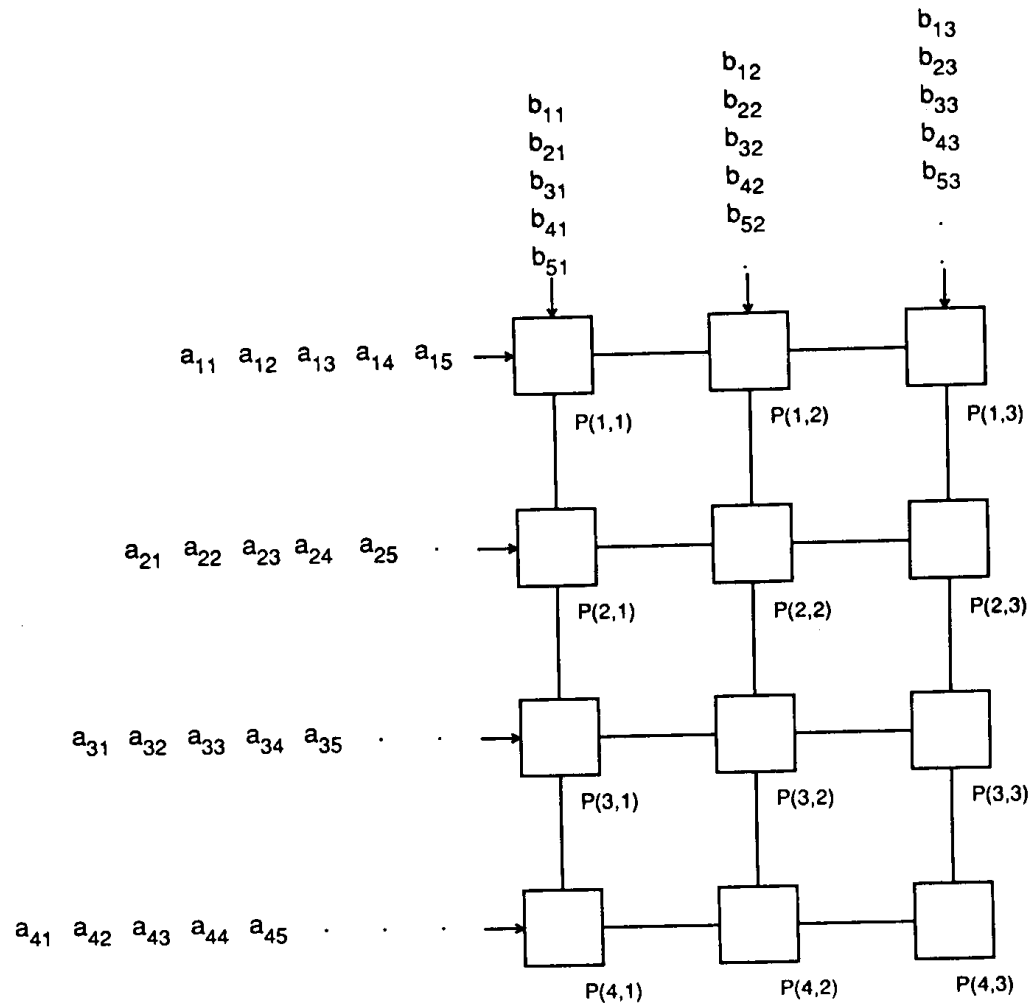 b₁₃
b₁₂ b₂₃
b₁₁ b₂₂ b₃₃
b₂₁ b₃₂ b₄₃
b₃₁ b₄₂ b₅₃
b₄₁ b₅₂ .
b₅₁ . .
a₁₁ a₁₂ a₁₃ a₁₄ a₁₅
P(1,1) P(1,2) P(1,3)
a₂₁ a₂₂ a₂₃ a₂₄ a₂₅ .
P(2,1) P(2,2) P(2,3)
a₃₁ a₃₂ a₃₃ a₃₄ a₃₅ . .
P(3,1) P(3,2) P(3,3)
a₄₁ a₄₂ a₄₃ a₄₄ a₄₅ . . .
P(4,1) P(4,2) P(4,3)